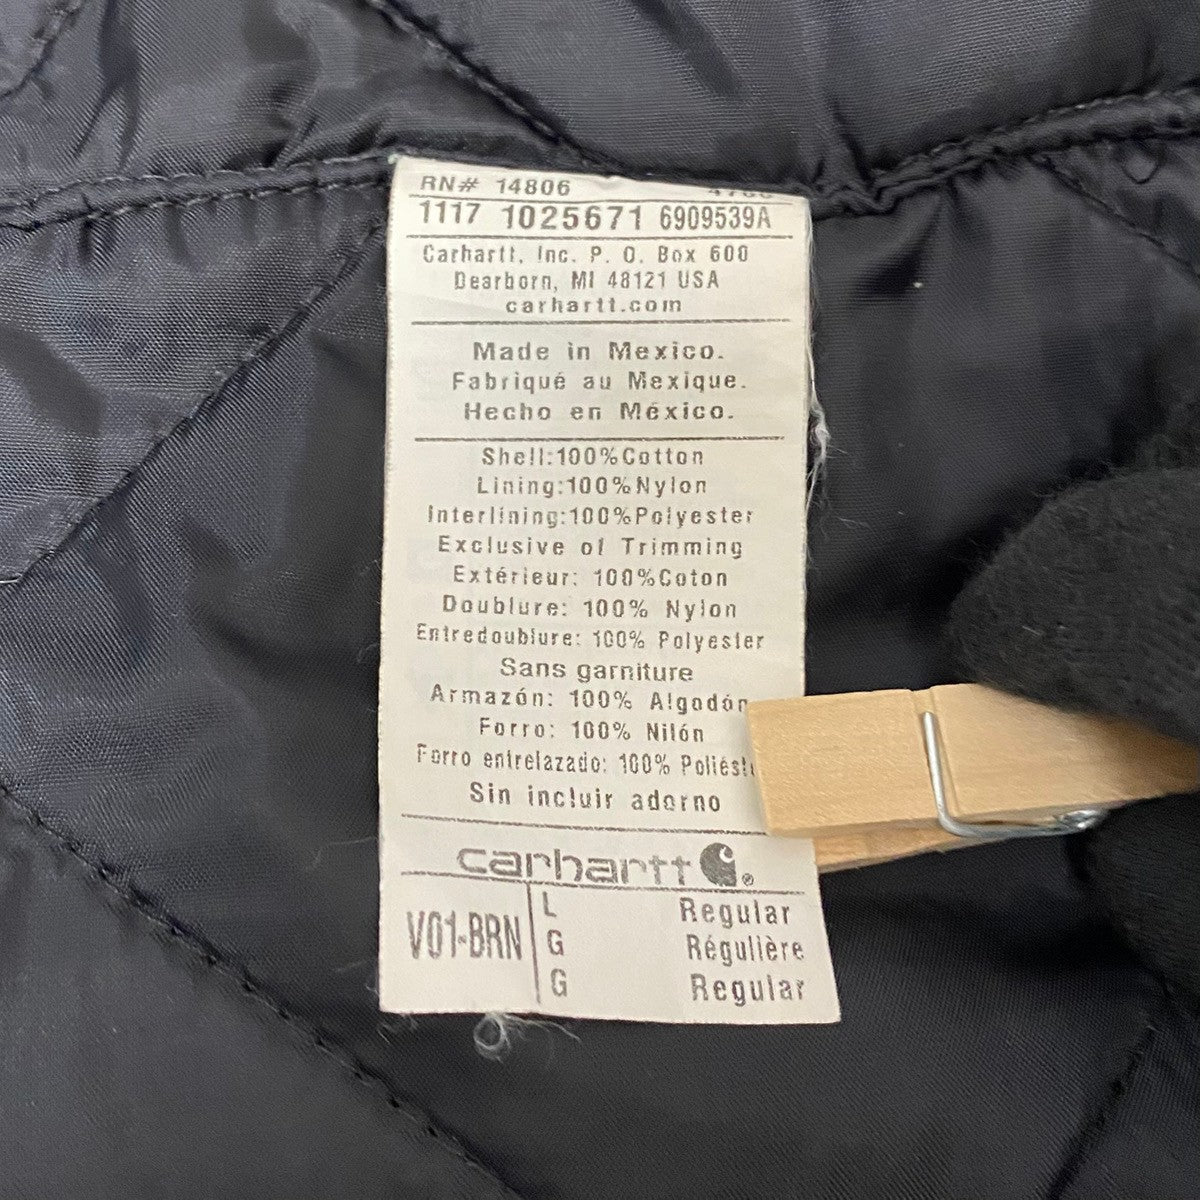 RN# 14806
1117 1025671 6909539A
Carhartt, Inc. P. O. Box 600
Dearborn, MI 48121 USA
carhartt.com
Made in Mexico.
Fabriqué au Mexique.
Hecho en México.
Shell:100%Cotton
Lining:100%Nylon
Interlining:100%Polyester
Exclusive of Trimming
Extérieur: 100%Coton
Doublure: 100% Nylon
Entredoublure: 100% Polyester
Sans garniture
Armazón: 100% Algodón
Forro: 100% Nilón
Forro entrelazado: 100%
Sin incluir adorno
carhartt ®
V01-BRN
L Regular
G Régulière
G Regular